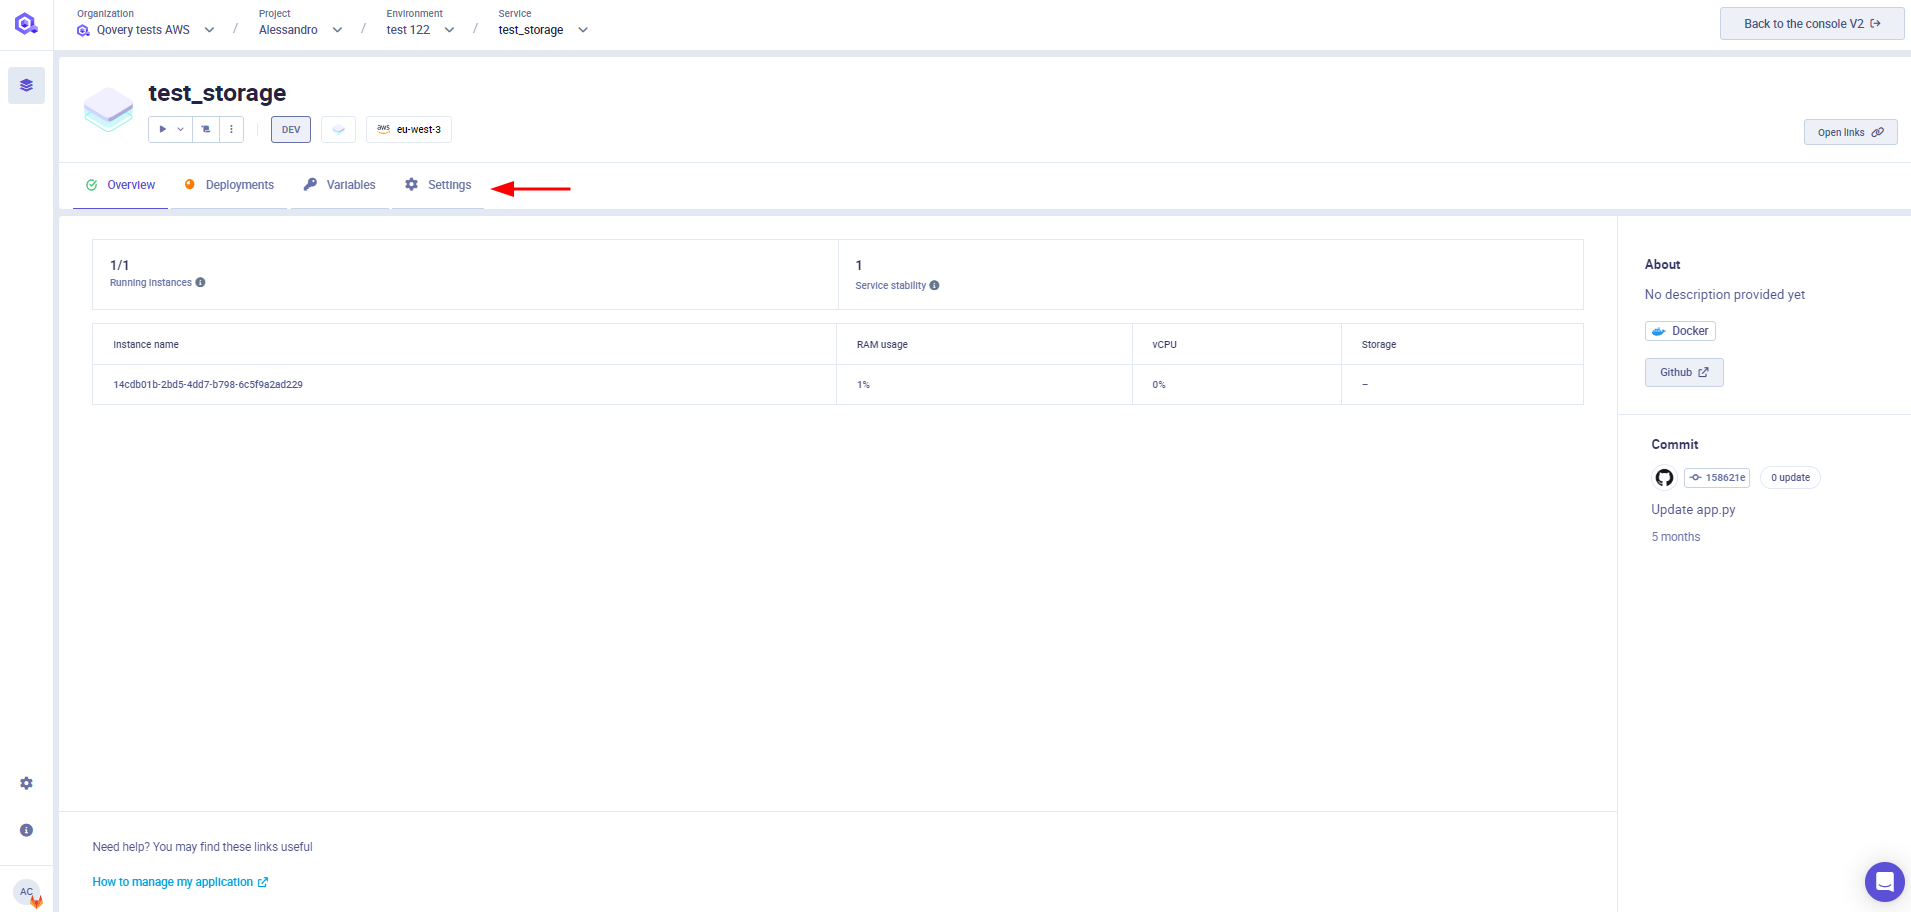 Organization
Qovery tests AWS
/
Project
Alessandro
/
Environment
test 122
/
Service
test_storage
Back to the console V2
test_storage
DEV
aws eu-west-3
Open links
Overview
Deployments
Variables
Settings
1/1
Running instances
1
Service stability
Instance name
RAM usage
vCPU
Storage
14cdb01b-2bd5-4dd7-b798-6c5f9a2ad229
1%
0%
–
About
No description provided yet
Docker
Github
Commit
158621e
0 update
Update app.py
5 months
Need help? You may find these links useful
How to manage my application
AC